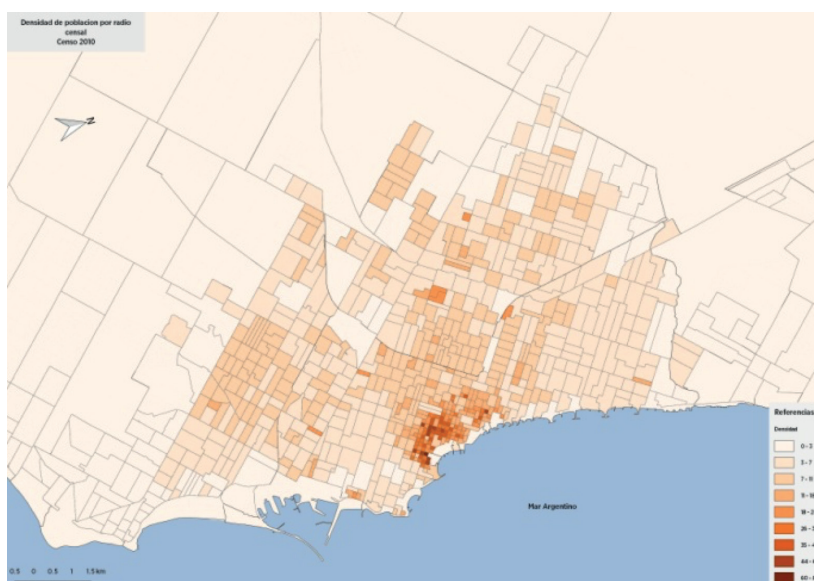 Densidad de poblacion por radio
censal
Censo 2010
N
Mar Argentino
Referencias
Densidad
0 - 3
3 - 7
7 - 11
0.5 0 0.5 1 1.5 km